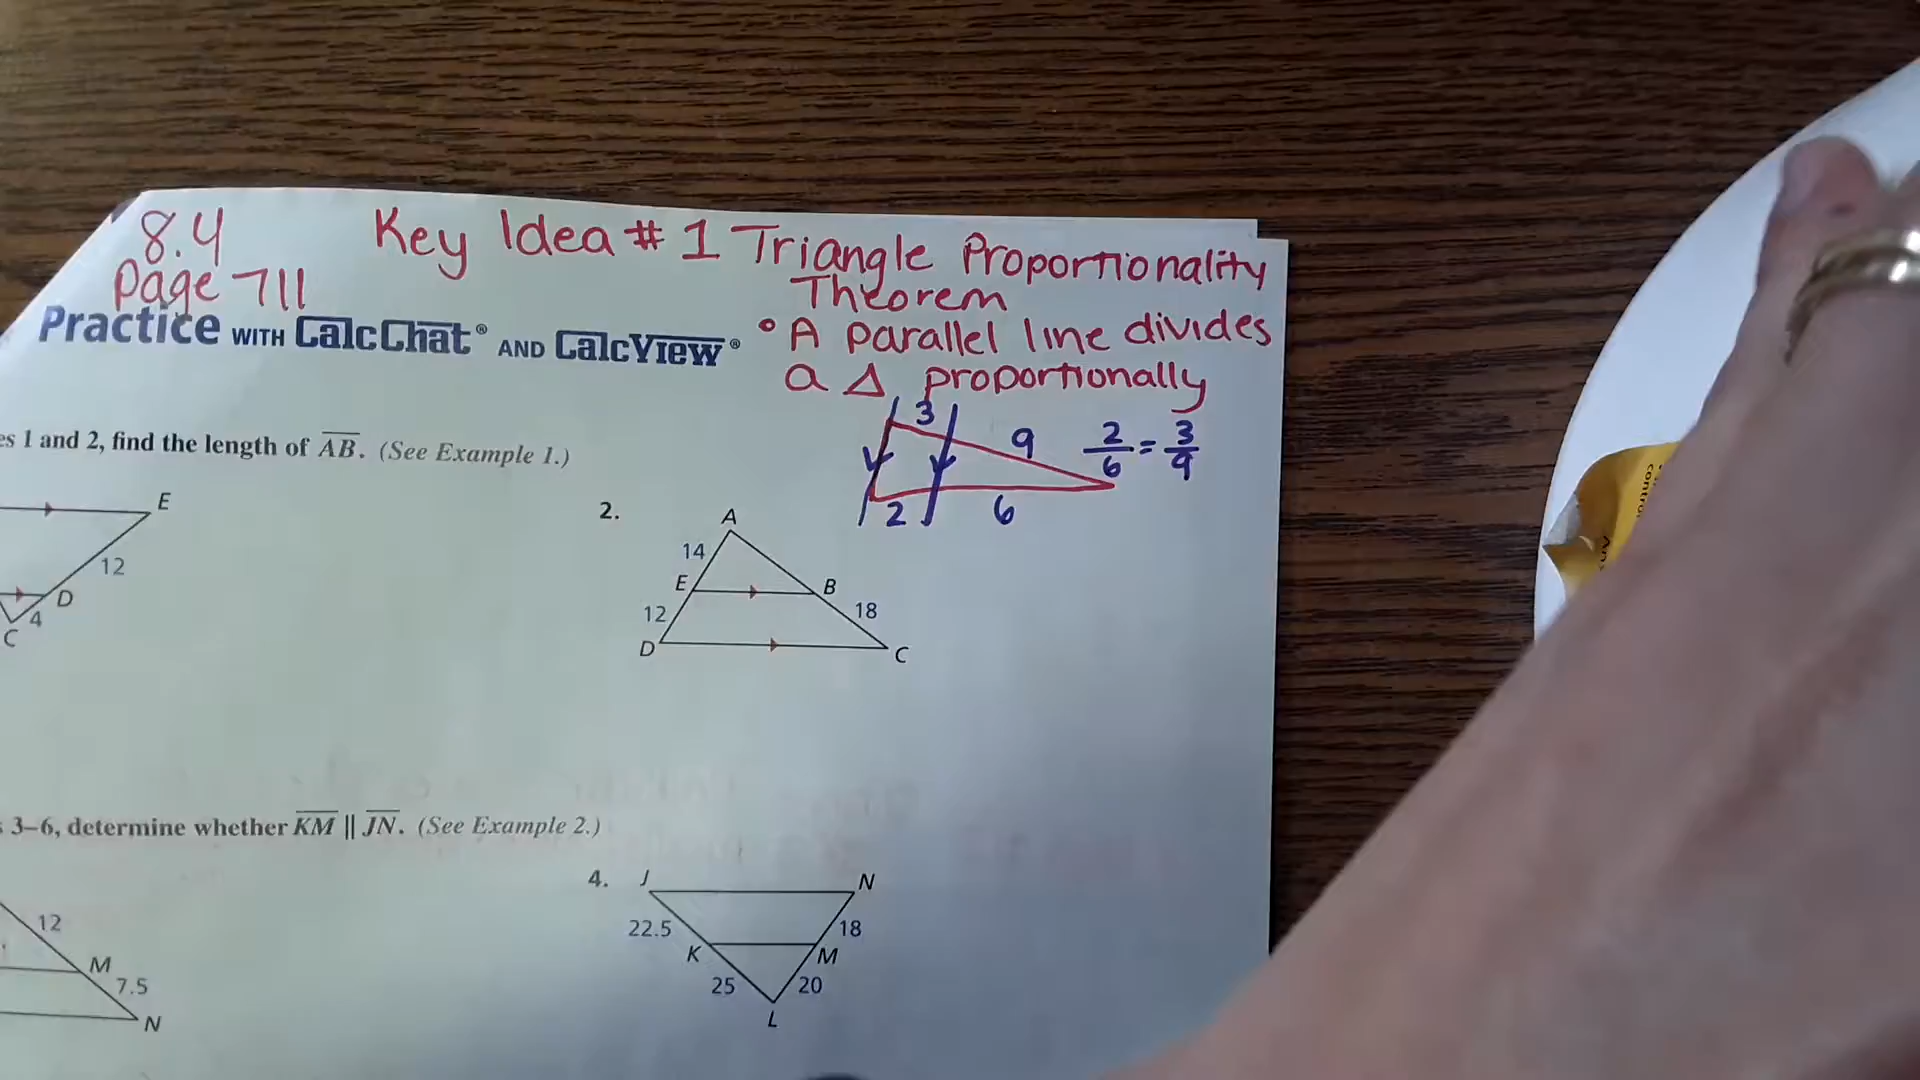 8.4 Key Idea #1 Triangle Proportionality
Page 711 Theorem
Practice WITH CalcChat® AND CalcView®
• A parallel line divides
a Δ proportionally
3
9
2/6 = 3/9
2
6
1 and 2, find the length of AB. (See Example 1.)
E
12
D
4
C
2.
A
14
E
B
12
18
D
C
3–6, determine whether KM || JN. (See Example 2.)
12
M
7.5
N
4.
J
N
22.5
18
K
M
25
20
L